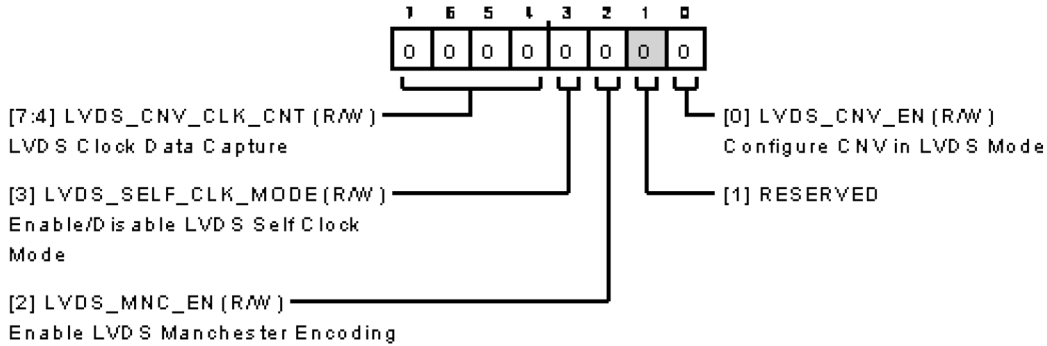 7 6 5 4 3 2 1 0
0 0 0 0 0 0 0 0
[7:4] LVDS_CNV_CLK_CNT (R/W)
LVDS Clock Data Capture
[0] LVDS_CNV_EN (R/W)
Configure CNV in LVDS Mode
[3] LVDS_SELF_CLK_MODE (R/W)
Enable/Disable LVDS Self Clock
Mode
[1] RESERVED
[2] LVDS_MNC_EN (R/W)
Enable LVDS Manchester Encoding